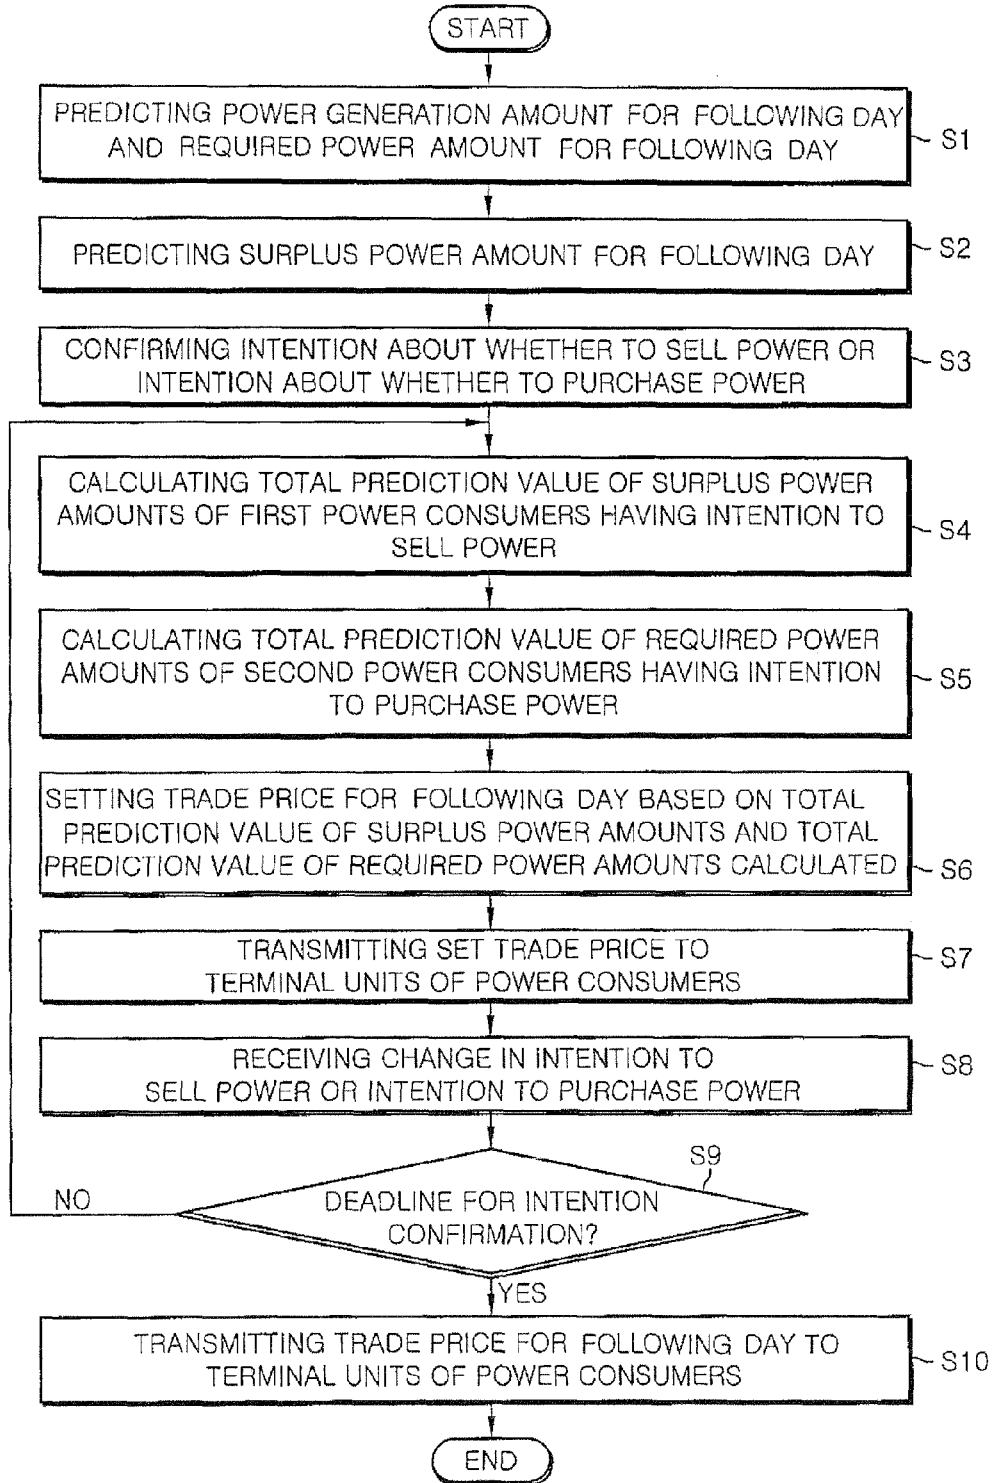 START
PREDICTING POWER GENERATION AMOUNT FOR FOLLOWING DAY
AND REQUIRED POWER AMOUNT FOR FOLLOWING DAY
S1
PREDICTING SURPLUS POWER AMOUNT FOR FOLLOWING DAY
S2
CONFIRMING INTENTION ABOUT WHETHER TO SELL POWER OR
INTENTION ABOUT WHETHER TO PURCHASE POWER
S3
CALCULATING TOTAL PREDICTION VALUE OF SURPLUS POWER
AMOUNTS OF FIRST POWER CONSUMERS HAVING INTENTION TO
SELL POWER
S4
CALCULATING TOTAL PREDICTION VALUE OF REQUIRED POWER
AMOUNTS OF SECOND POWER CONSUMERS HAVING INTENTION
TO PURCHASE POWER
S5
SETTING TRADE PRICE FOR FOLLOWING DAY BASED ON TOTAL
PREDICTION VALUE OF SURPLUS POWER AMOUNTS AND TOTAL
PREDICTION VALUE OF REQUIRED POWER AMOUNTS CALCULATED
S6
TRANSMITTING SET TRADE PRICE TO
TERMINAL UNITS OF POWER CONSUMERS
S7
RECEIVING CHANGE IN INTENTION TO
SELL POWER OR INTENTION TO PURCHASE POWER
S8
S9
DEADLINE FOR INTENTION
CONFIRMATION?
NO
YES
TRANSMITTING TRADE PRICE FOR FOLLOWING DAY TO
TERMINAL UNITS OF POWER CONSUMERS
S10
END